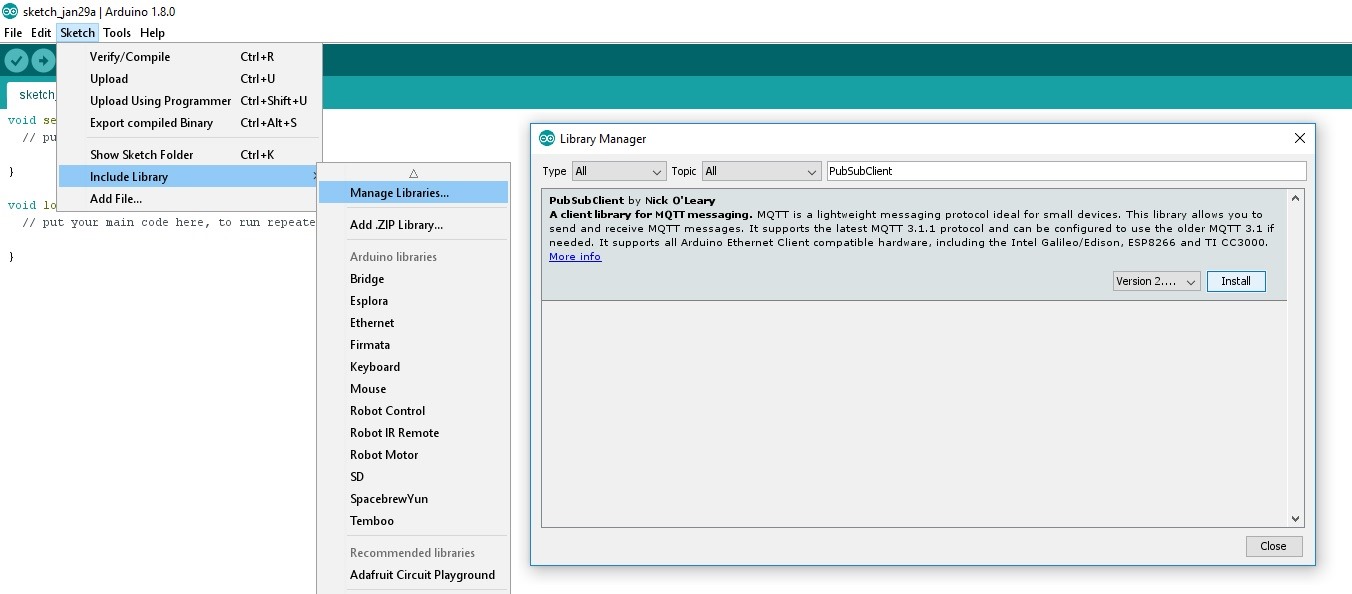 sketch_jan29a | Arduino 1.8.0
File Edit Sketch Tools Help
Verify/Compile Ctrl+R
Upload Ctrl+U
Upload Using Programmer Ctrl+Shift+U
Export compiled Binary Ctrl+Alt+S
Show Sketch Folder Ctrl+K
Include Library
Add File...
sketch_
void se
// pu
}
void lo
// put your main code here, to run repeate
}
Manage Libraries...
Add .ZIP Library...
Arduino libraries
Bridge
Esplora
Ethernet
Firmata
Keyboard
Mouse
Robot Control
Robot IR Remote
Robot Motor
SD
SpacebrewYun
Temboo
Recommended libraries
Adafruit Circuit Playground
Library Manager
Type All Topic All PubSubClient
PubSubClient by Nick O'Leary
A client library for MQTT messaging. MQTT is a lightweight messaging protocol ideal for small devices. This library allows you to
send and receive MQTT messages. It supports the latest MQTT 3.1.1 protocol and can be configured to use the older MQTT 3.1 if
needed. It supports all Arduino Ethernet Client compatible hardware, including the Intel Galileo/Edison, ESP8266 and TI CC3000.
More info
Version 2.... Install
Close